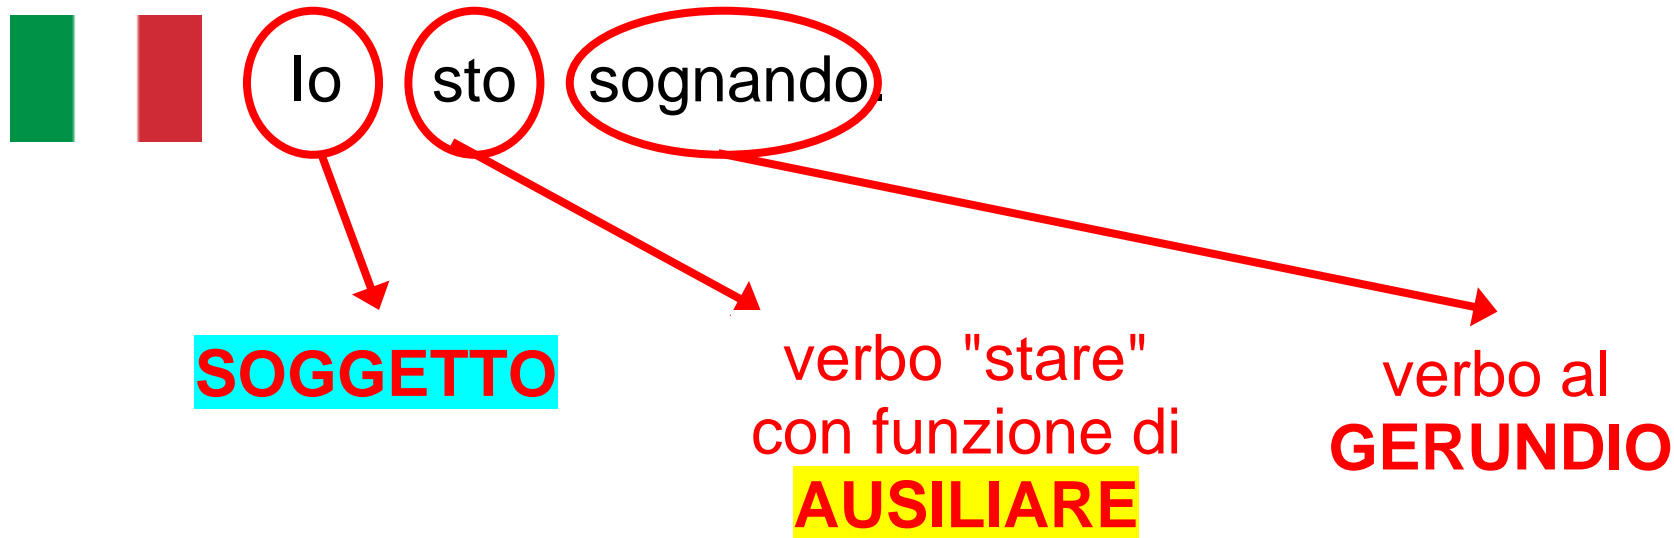 Io sto sognando.
SOGGETTO
verbo "stare"
con funzione di
AUSILIARE
verbo al
GERUNDIO